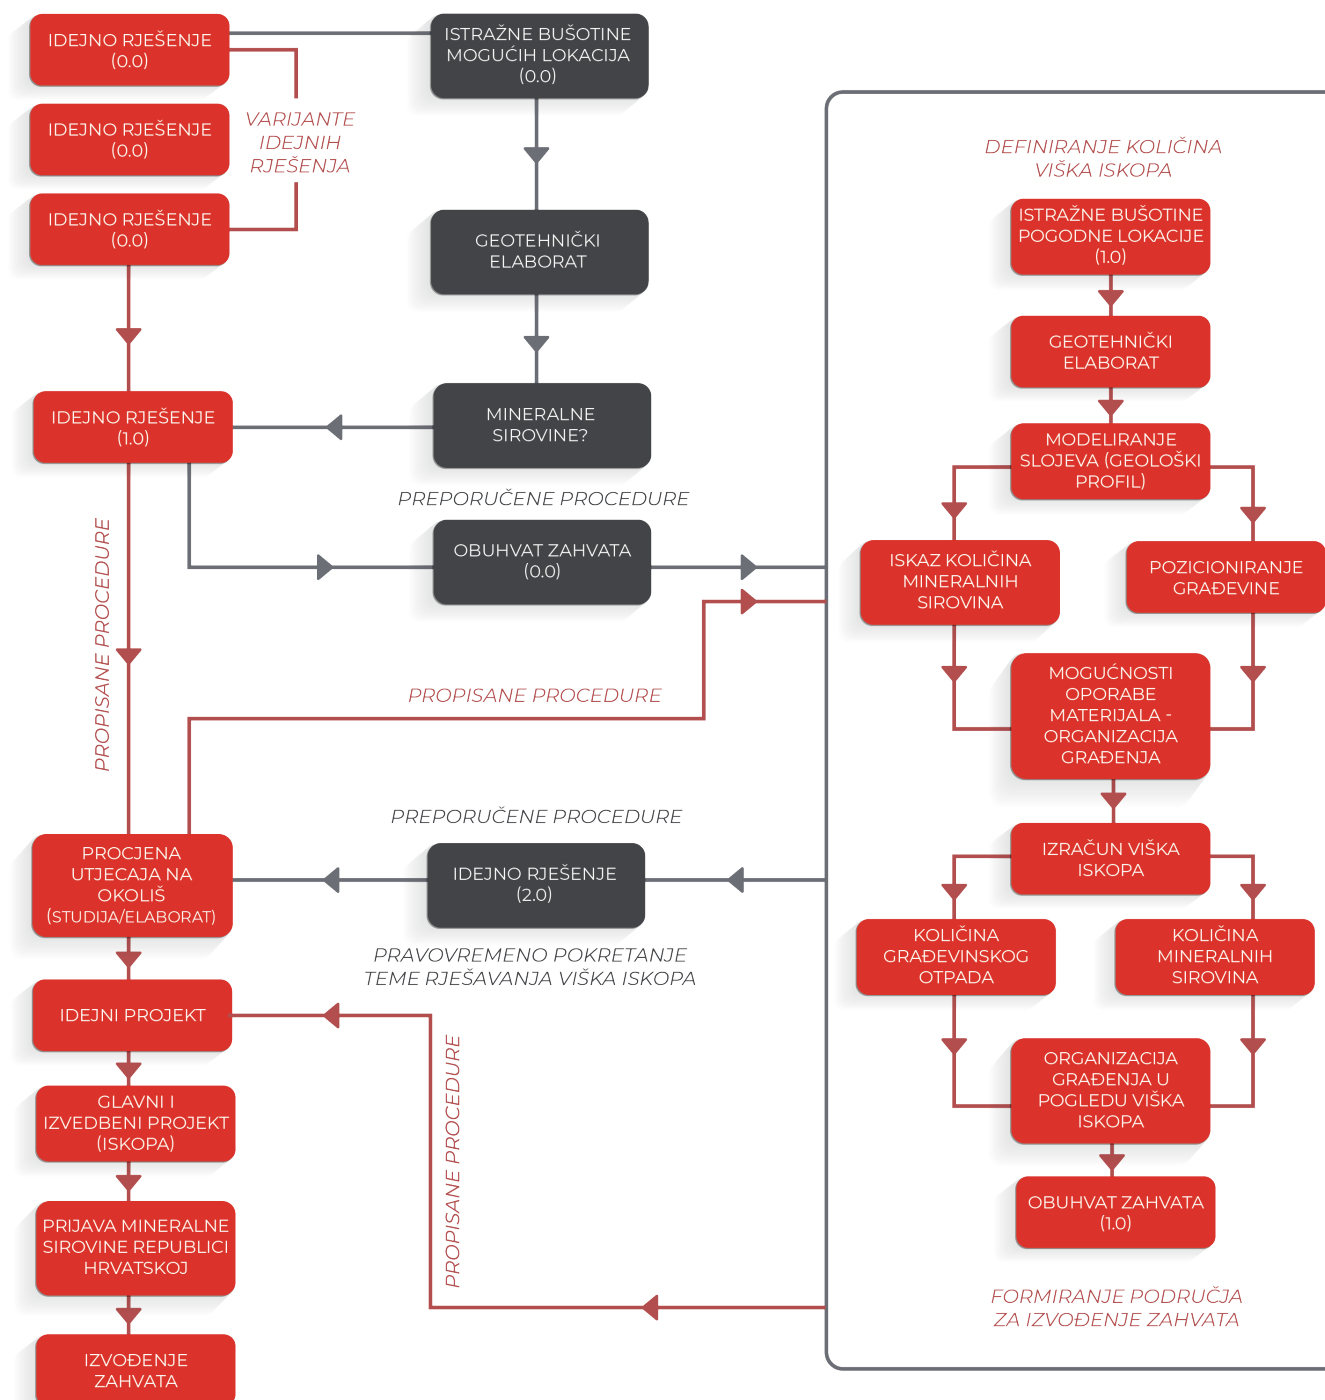 IDEJNO RJEŠENJE
(0.0)
IDEJNO RJEŠENJE
(0.0)
IDEJNO RJEŠENJE
(0.0)
VARIJANTE
IDEJNIH
RJEŠENJA
ISTRAŽNE BUŠOTINE
MOGUĆIH LOKACIJA
(0.0)
GEOTEHNIČKI
ELABORAT
MINERALNE
SIROVINE?
IDEJNO RJEŠENJE
(1.0)
PREPORUČENE PROCEDURE
OBUHVAT ZAHVATA
(0.0)
PROPISANE PROCEDURE
PROPISANE PROCEDURE
PREPORUČENE PROCEDURE
IDEJNO RJEŠENJE
(2.0)
PRAVOVREMENO POKRETANJE
TEME RJEŠAVANJA VIŠKA ISKOPA
PROCJENA
UTJECAJA NA
OKOLIŠ
(STUDIJA/ELABORAT)
IDEJNI PROJEKT
GLAVNI I
IZVEDBENI PROJEKT
(ISKOPA)
PRIJAVA MINERALNE
SIROVINE REPUBLICI
HRVATSKOJ
IZVOĐENJE
ZAHVATA
PROPISANE PROCEDURE
DEFINIRANJE KOLIČINA
VIŠKA ISKOPA
ISTRAŽNE BUŠOTINE
POGODNE LOKACIJE
(1.0)
GEOTEHNIČKI
ELABORAT
MODELIRANJE
SLOJEVA (GEOLOŠKI
PROFIL)
ISKAZ KOLIČINA
MINERALNIH
SIROVINA
POZICIONIRANJE
GRAĐEVINE
MOGUĆNOSTI
OPORABE
MATERIJALA -
ORGANIZACIJA
GRAĐENJA
IZRAČUN VIŠKA
ISKOPA
KOLIČINA
GRAĐEVINSKOG
OTPADA
KOLIČINA
MINERALNIH
SIROVINA
ORGANIZACIJA
GRAĐENJA U
POGLEDU VIŠKA
ISKOPA
OBUHVAT ZAHVATA
(1.0)
FORMIRANJE PODRUČJA
ZA IZVOĐENJE ZAHVATA